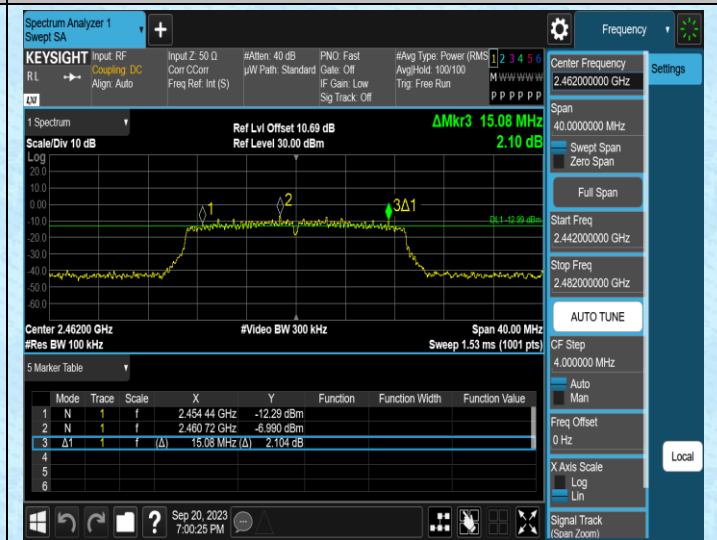 Spectrum Analyzer 1
Swept SA
Frequency
KEYSIGHT Input: RF Input Z: 50 Ω #Atten: 40 dB PNO: Fast #Avg Type: Power (RMS 1 2 3 4 5 6
RL Coupling: DC Corr CCorr µW Path: Standard Gate: Off Avg|Hold: 100/100 M W W W W W
Align: Auto Freq Ref: Int (S) IF Gain: Low Trig: Free Run
LXI Sig Track: Off P P P P P P
1 Spectrum
Scale/Div 10 dB
Ref Lvl Offset 10.69 dB
Ref Level 30.00 dBm
ΔMkr3 15.08 MHz
2.10 dB
Log
20.0
10.0
0.00
-10.0
-20.0
-30.0
-40.0
-50.0
-60.0
1
2
3Δ1
DL1 -12.99 dBm
Center 2.46200 GHz #Video BW 300 kHz Span 40.00 MHz
#Res BW 100 kHz Sweep 1.53 ms (1001 pts)
5 Marker Table
Mode Trace Scale X Y Function Function Width Function Value
1 N 1 f 2.454 44 GHz -12.29 dBm
2 N 1 f 2.460 72 GHz -6.990 dBm
3 Δ1 1 f (Δ) 15.08 MHz (Δ) 2.104 dB
4
5
6
? Sep 20, 2023
7:00:25 PM
Center Frequency
2.462000000 GHz
Settings
Span
40.0000000 MHz
Swept Span
Zero Span
Full Span
Start Freq
2.442000000 GHz
Stop Freq
2.482000000 GHz
AUTO TUNE
CF Step
4.000000 MHz
Auto
Man
Freq Offset
0 Hz
Local
X Axis Scale
Log
Lin
Signal Track
(Span Zoom)